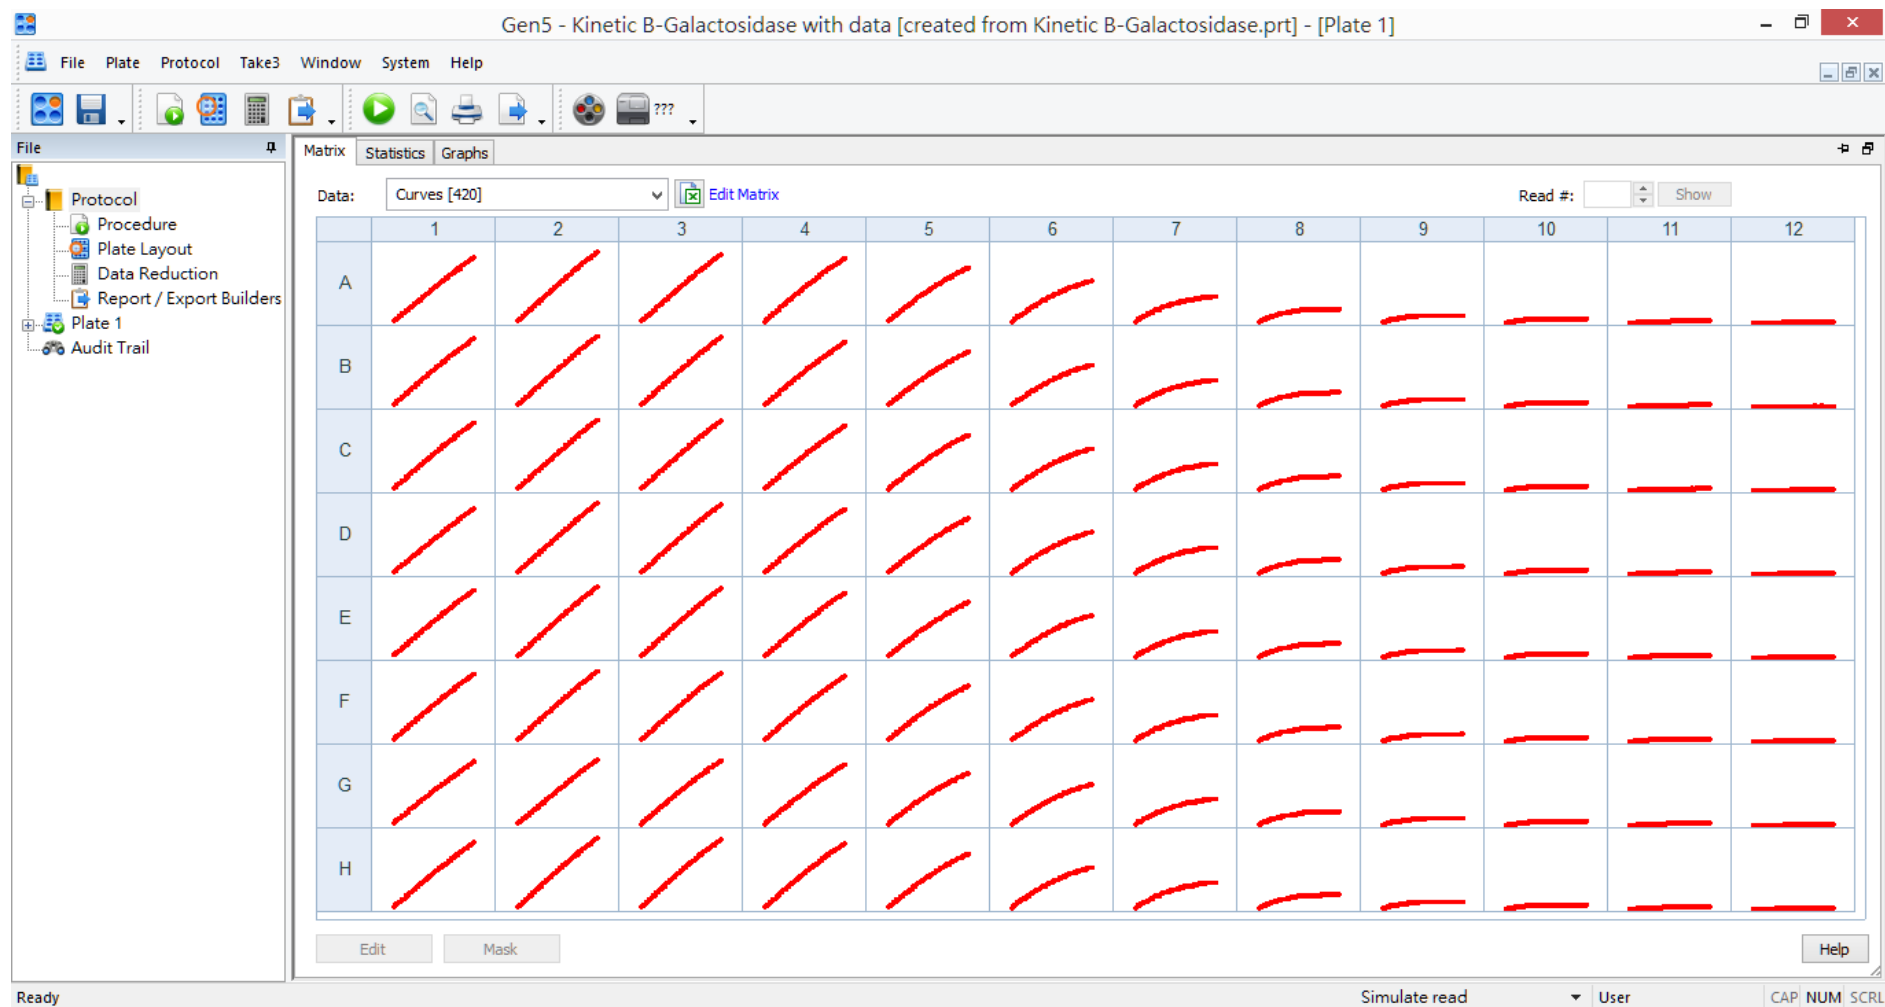 Gen5 - Kinetic B-Galactosidase with data [created from Kinetic B-Galactosidase.prt] - [Plate 1]
File Plate Protocol Take3 Window System Help
???
File
Protocol
Procedure
Plate Layout
Data Reduction
Report / Export Builders
Plate 1
Audit Trail
Matrix Statistics Graphs
Data: Curves [420] Edit Matrix Read #: Show
1 2 3 4 5 6 7 8 9 10 11 12
A
B
C
D
E
F
G
H
Edit Mask Help
Ready Simulate read User CAP NUM SCRL